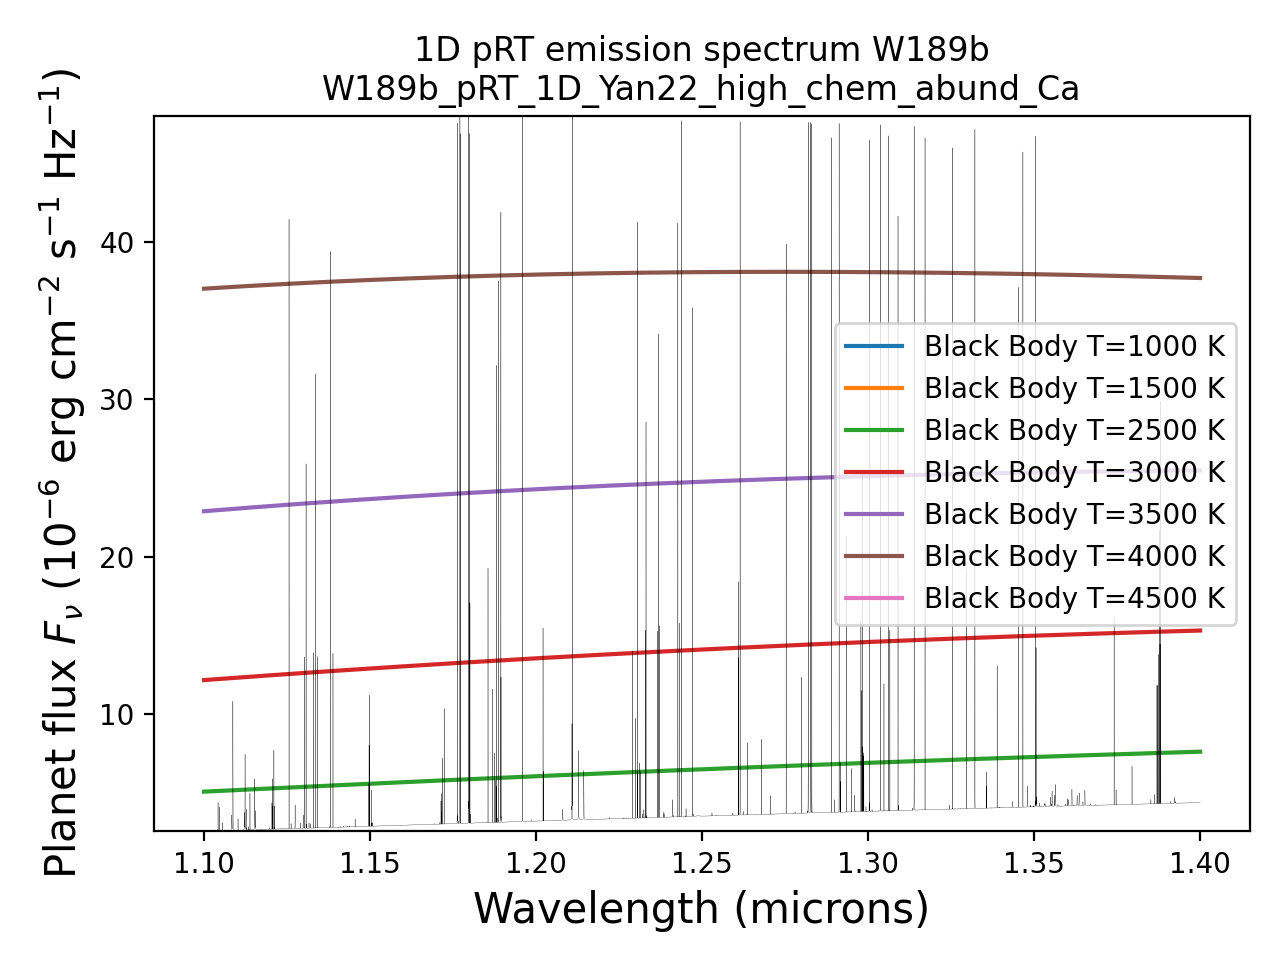 1D pRT emission spectrum W189b
W189b_pRT_1D_Yan22_high_chem_abund_Ca
Planet flux Fν (10⁻⁶ erg cm⁻² s⁻¹ Hz⁻¹)
40
30
20
10
Black Body T=1000 K
Black Body T=1500 K
Black Body T=2500 K
Black Body T=3000 K
Black Body T=3500 K
Black Body T=4000 K
Black Body T=4500 K
1.10 1.15 1.20 1.25 1.30 1.35 1.40
Wavelength (microns)